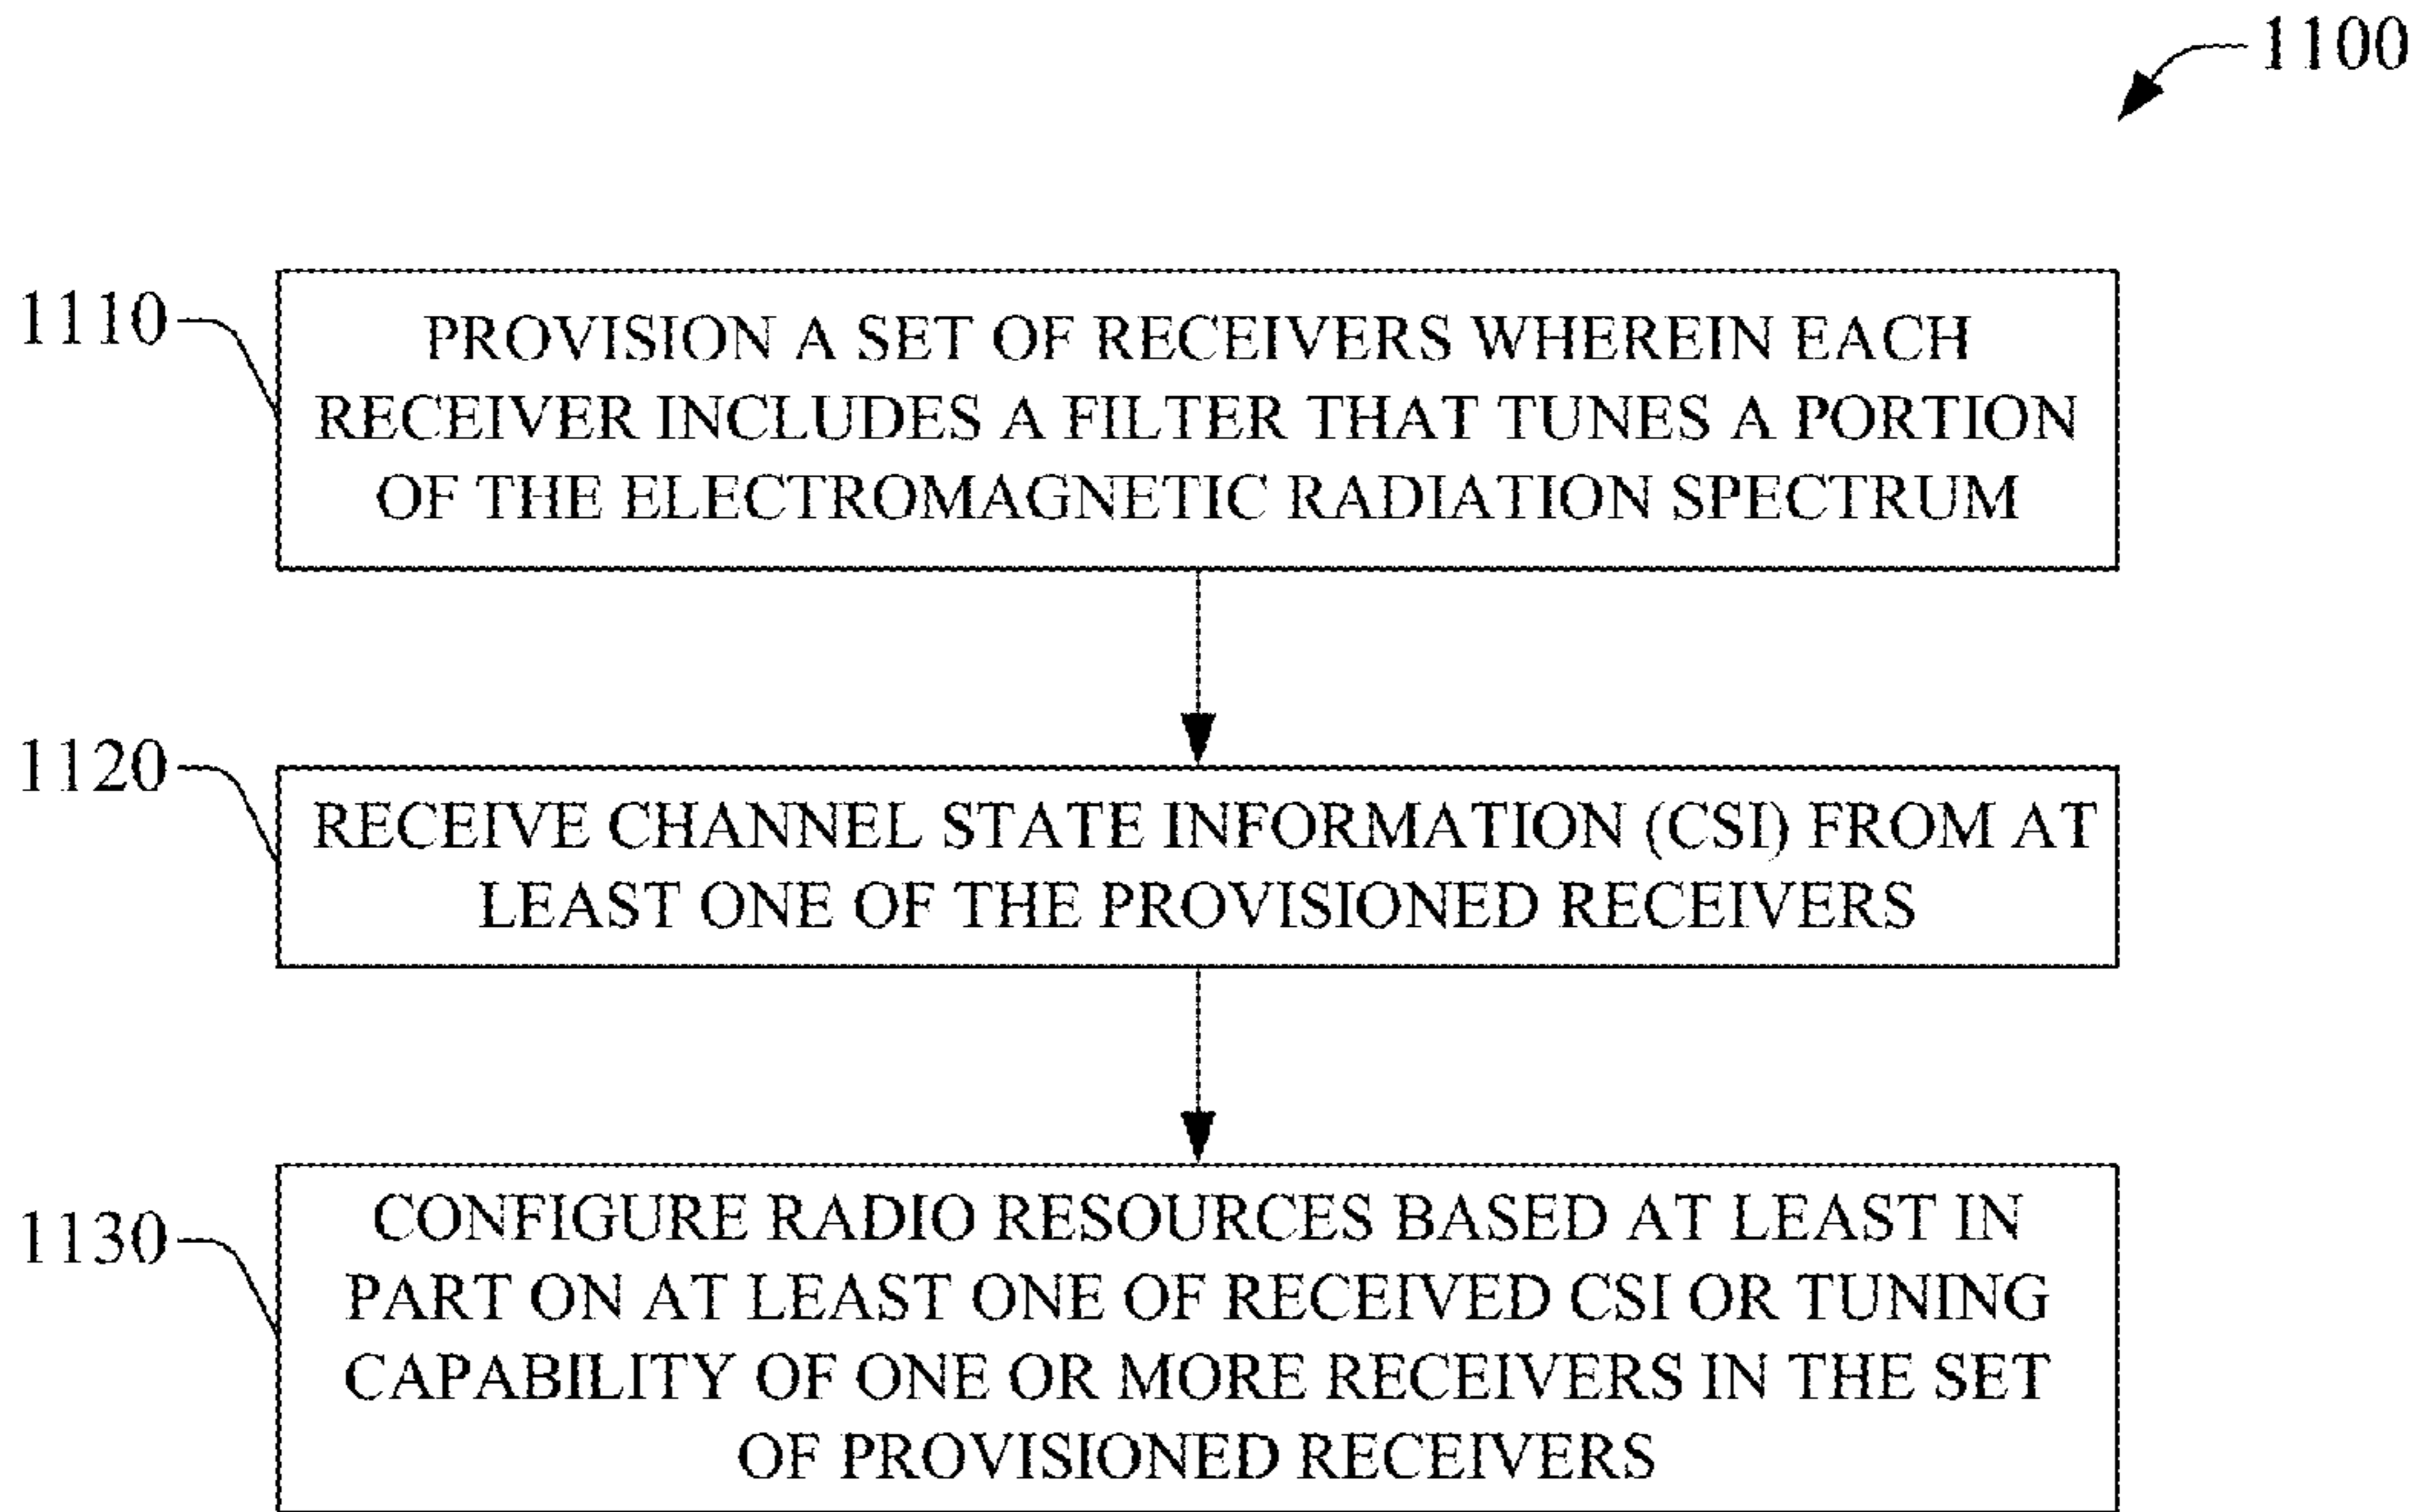 1100
1110
PROVISION A SET OF RECEIVERS WHEREIN EACH
RECEIVER INCLUDES A FILTER THAT TUNES A PORTION
OF THE ELECTROMAGNETIC RADIATION SPECTRUM
1120
RECEIVE CHANNEL STATE INFORMATION (CSI) FROM AT
LEAST ONE OF THE PROVISIONED RECEIVERS
1130
CONFIGURE RADIO RESOURCES BASED AT LEAST IN
PART ON AT LEAST ONE OF RECEIVED CSI OR TUNING
CAPABILITY OF ONE OR MORE RECEIVERS IN THE SET
OF PROVISIONED RECEIVERS